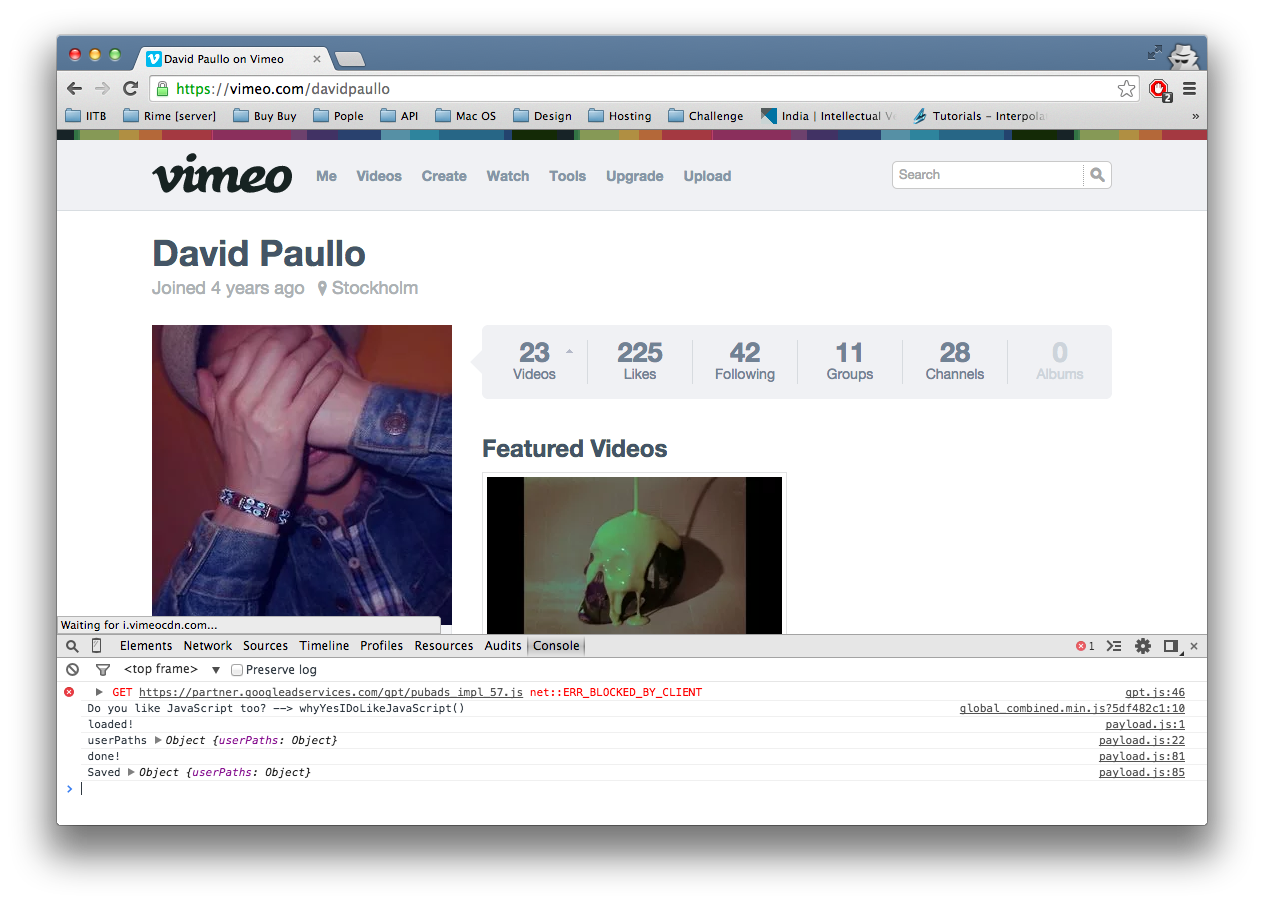 David Paullo on Vimeo
https://vimeo.com/davidpaullo
2
IITB Rime [server] Buy Buy Pople API Mac OS Design Hosting Challenge India | Intellectual Ve Tutorials – Interpola »
vimeo Me Videos Create Watch Tools Upgrade Upload Search
David Paullo
Joined 4 years ago Stockholm
23 225 42 11 28 0
Videos Likes Following Groups Channels Albums
Featured Videos
Waiting for i.vimeocdn.com...
Elements Network Sources Timeline Profiles Resources Audits Console 1
<top frame> Preserve log
GET https://partner.googleadservices.com/gpt/pubads_impl_57.js net::ERR_BLOCKED_BY_CLIENT gpt.js:46
Do you like JavaScript too? --> whyYesIDoLikeJavaScript() global_combined.min.js?5df482c1:10
loaded! payload.js:1
userPaths Object {userPaths: Object} payload.js:22
done! payload.js:81
Saved Object {userPaths: Object} payload.js:85